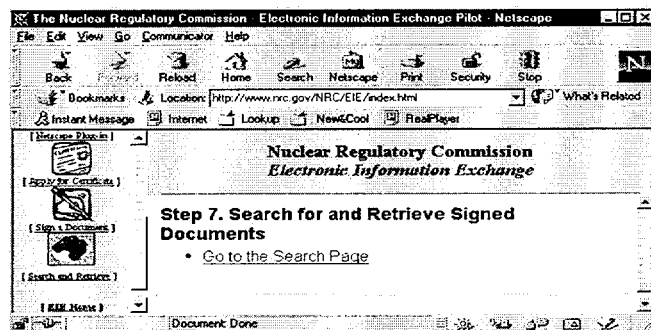 The Nuclear Regulatory Commission - Electronic Information Exchange Pilot - Netscape
File Edit View Go Communicator Help
Back Forward Reload Home Search Netscape Print Security Stop
N
Bookmarks Location: http://www.nrc.gov/NRC/EIE/index.html What's Related
Instant Message Internet Lookup New&Cool RealPlayer
[ Netscape Plug-in ]
[ Apply for Certificate ]
[ Sign a Document ]
[ Search and Retrieve ]
[ EIE Home ]
Nuclear Regulatory Commission
Electronic Information Exchange
Step 7. Search for and Retrieve Signed
Documents
• Go to the Search Page
Document: Done